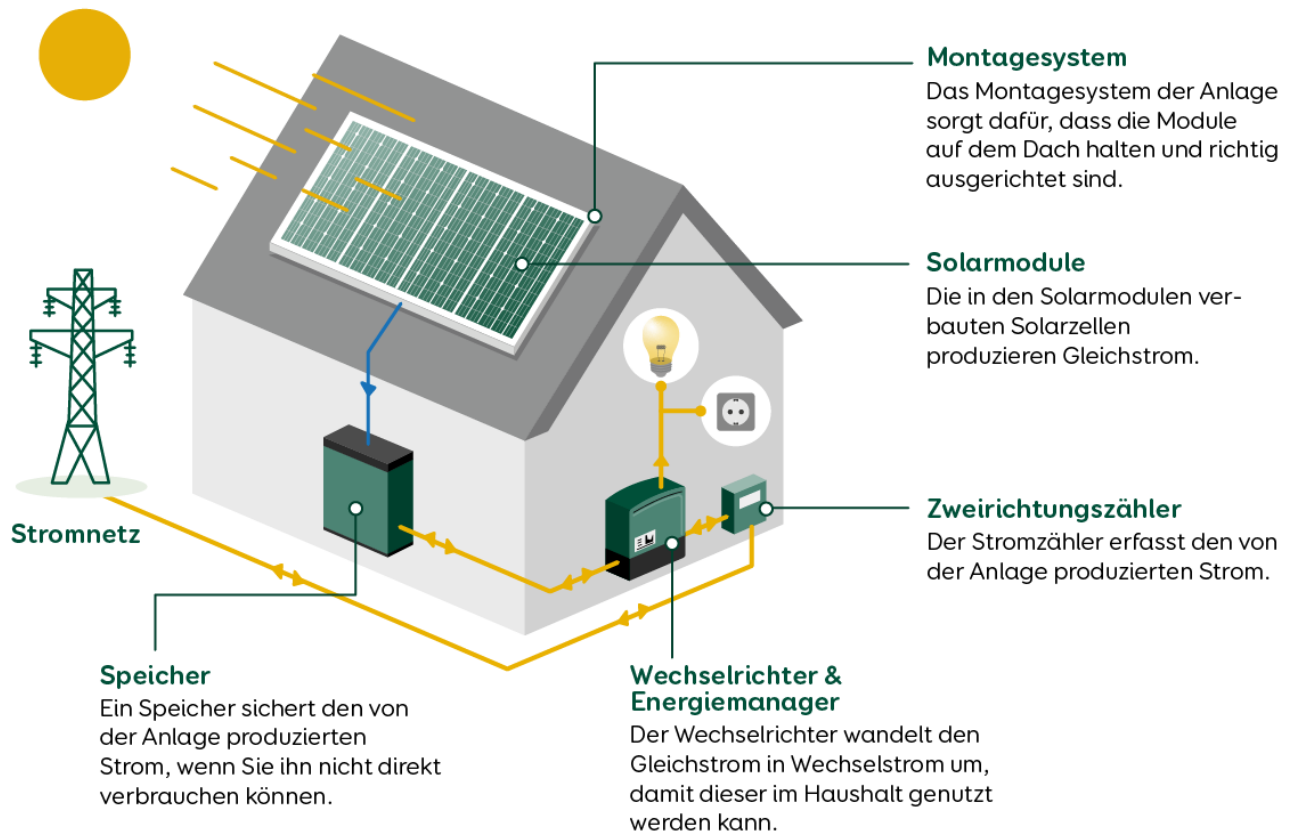 Montagesystem
Das Montagesystem der Anlage
sorgt dafür, dass die Module
auf dem Dach halten und richtig
ausgerichtet sind.
Solarmodule
Die in den Solarmodulen ver-
bauten Solarzellen
produzieren Gleichstrom.
Zweirichtungszähler
Der Stromzähler erfasst den von
der Anlage produzierten Strom.
Stromnetz
Speicher
Ein Speicher sichert den von
der Anlage produzierten
Strom, wenn Sie ihn nicht direkt
verbrauchen können.
Wechselrichter &
Energiemanager
Der Wechselrichter wandelt den
Gleichstrom in Wechselstrom um,
damit dieser im Haushalt genutzt
werden kann.